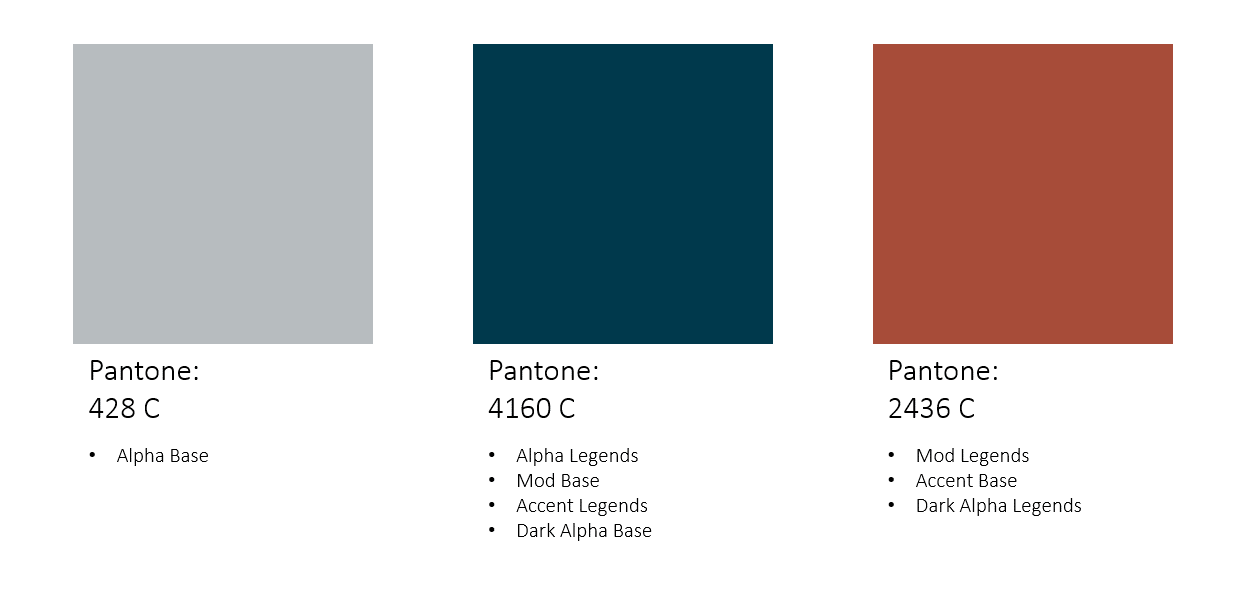 Pantone:
428 C
• Alpha Base
Pantone:
4160 C
• Alpha Legends
• Mod Base
• Accent Legends
• Dark Alpha Base
Pantone:
2436 C
• Mod Legends
• Accent Base
• Dark Alpha Legends